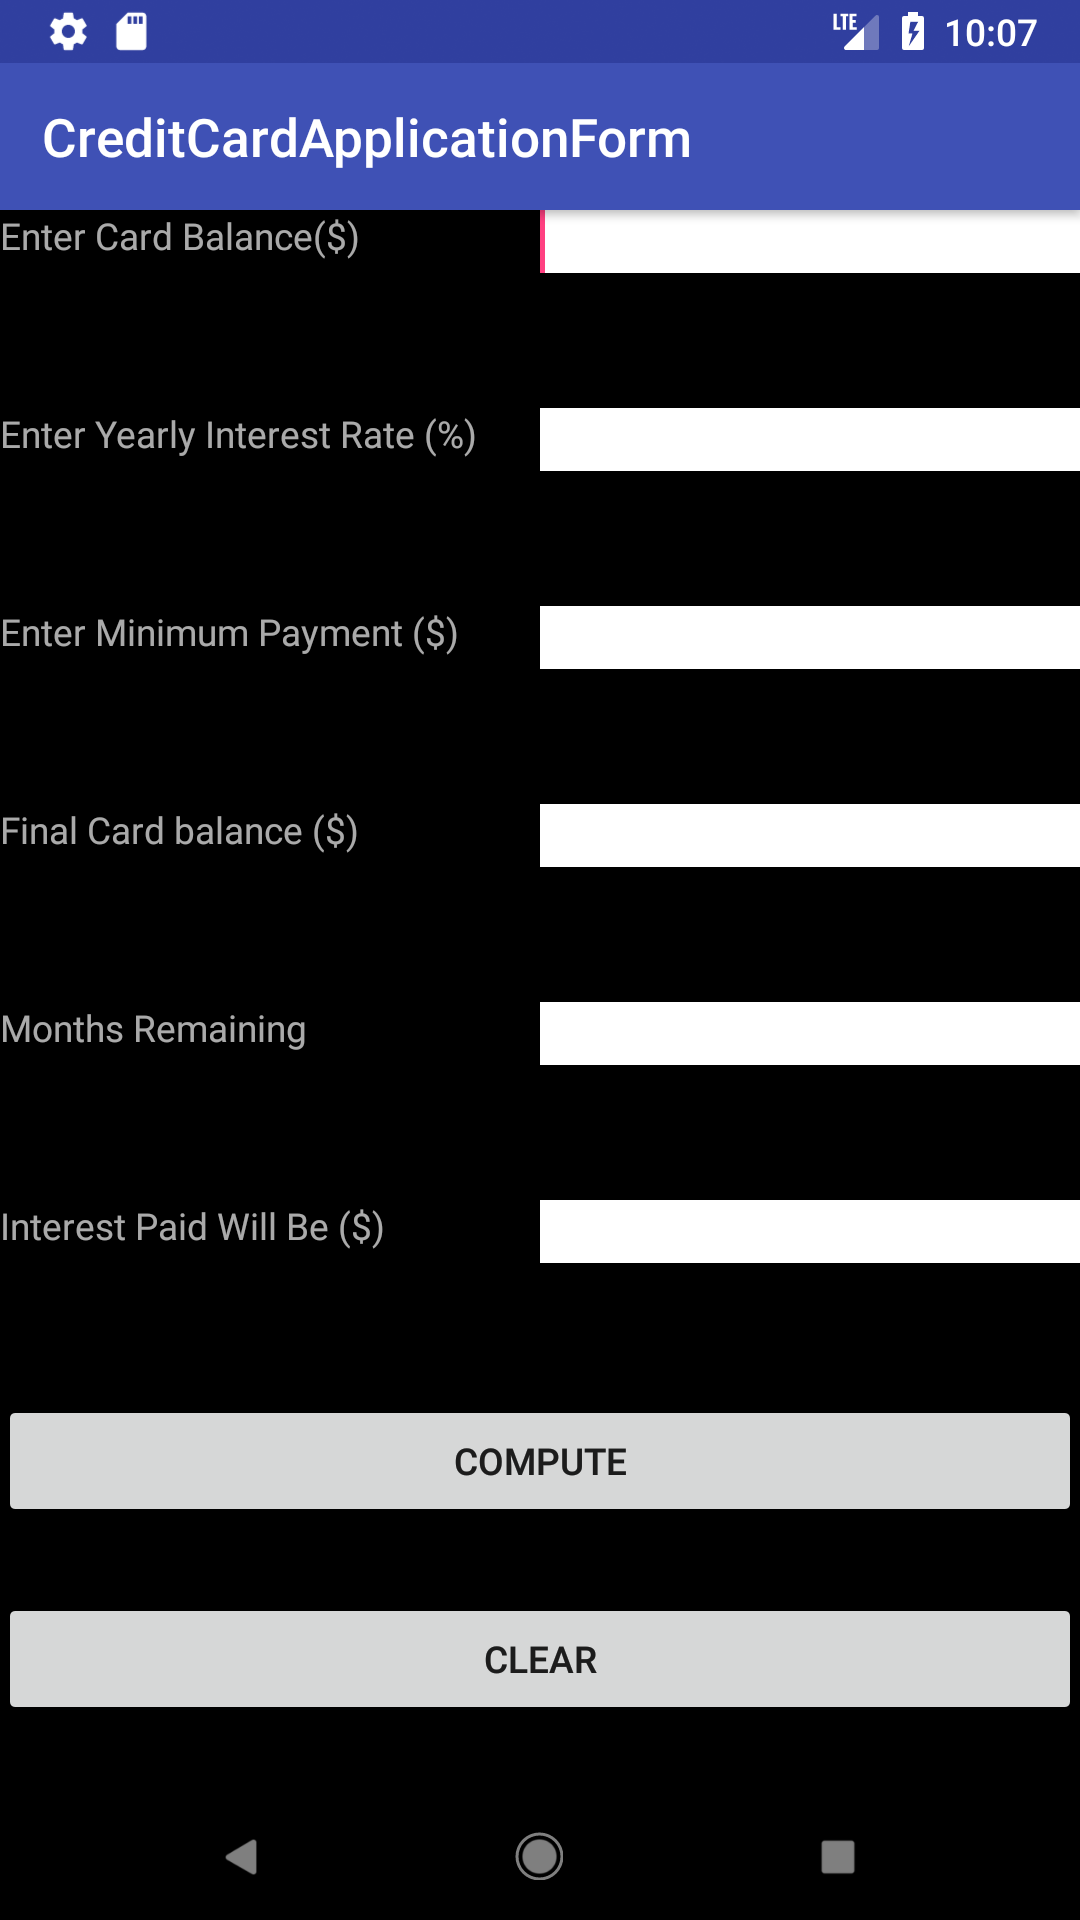 LTE 10:07
CreditCardApplicationForm
Enter Card Balance($)
Enter Yearly Interest Rate (%)
Enter Minimum Payment ($)
Final Card balance ($)
Months Remaining
Interest Paid Will Be ($)
COMPUTE
CLEAR